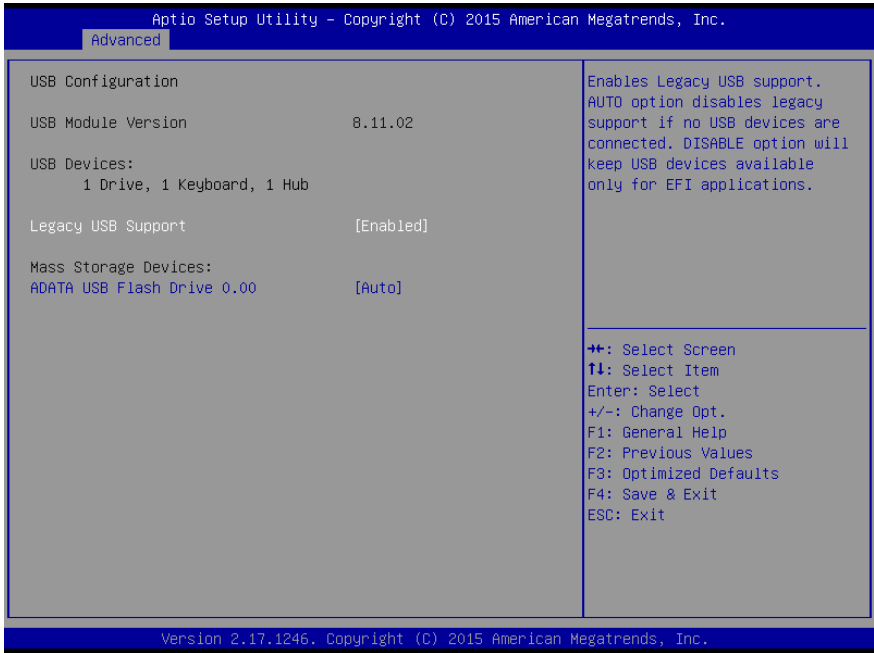 Aptio Setup Utility – Copyright (C) 2015 American Megatrends, Inc.
Advanced
USB Configuration
USB Module Version 8.11.02
USB Devices:
1 Drive, 1 Keyboard, 1 Hub
Legacy USB Support [Enabled]
Mass Storage Devices:
ADATA USB Flash Drive 0.00 [Auto]
Enables Legacy USB support.
AUTO option disables legacy
support if no USB devices are
connected. DISABLE option will
keep USB devices available
only for EFI applications.
→←: Select Screen
↑↓: Select Item
Enter: Select
+/-: Change Opt.
F1: General Help
F2: Previous Values
F3: Optimized Defaults
F4: Save & Exit
ESC: Exit
Version 2.17.1246. Copyright (C) 2015 American Megatrends, Inc.